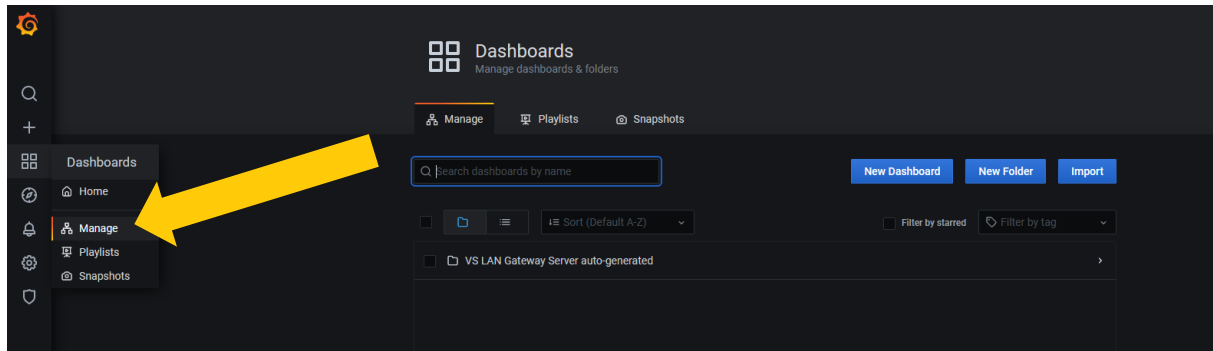 Dashboards
Manage dashboards & folders
Manage
Playlists
Snapshots
Dashboards
Home
Manage
Playlists
Snapshots
Search dashboards by name
New Dashboard
New Folder
Import
Sort (Default A-Z)
Filter by starred
Filter by tag
VS LAN Gateway Server auto-generated